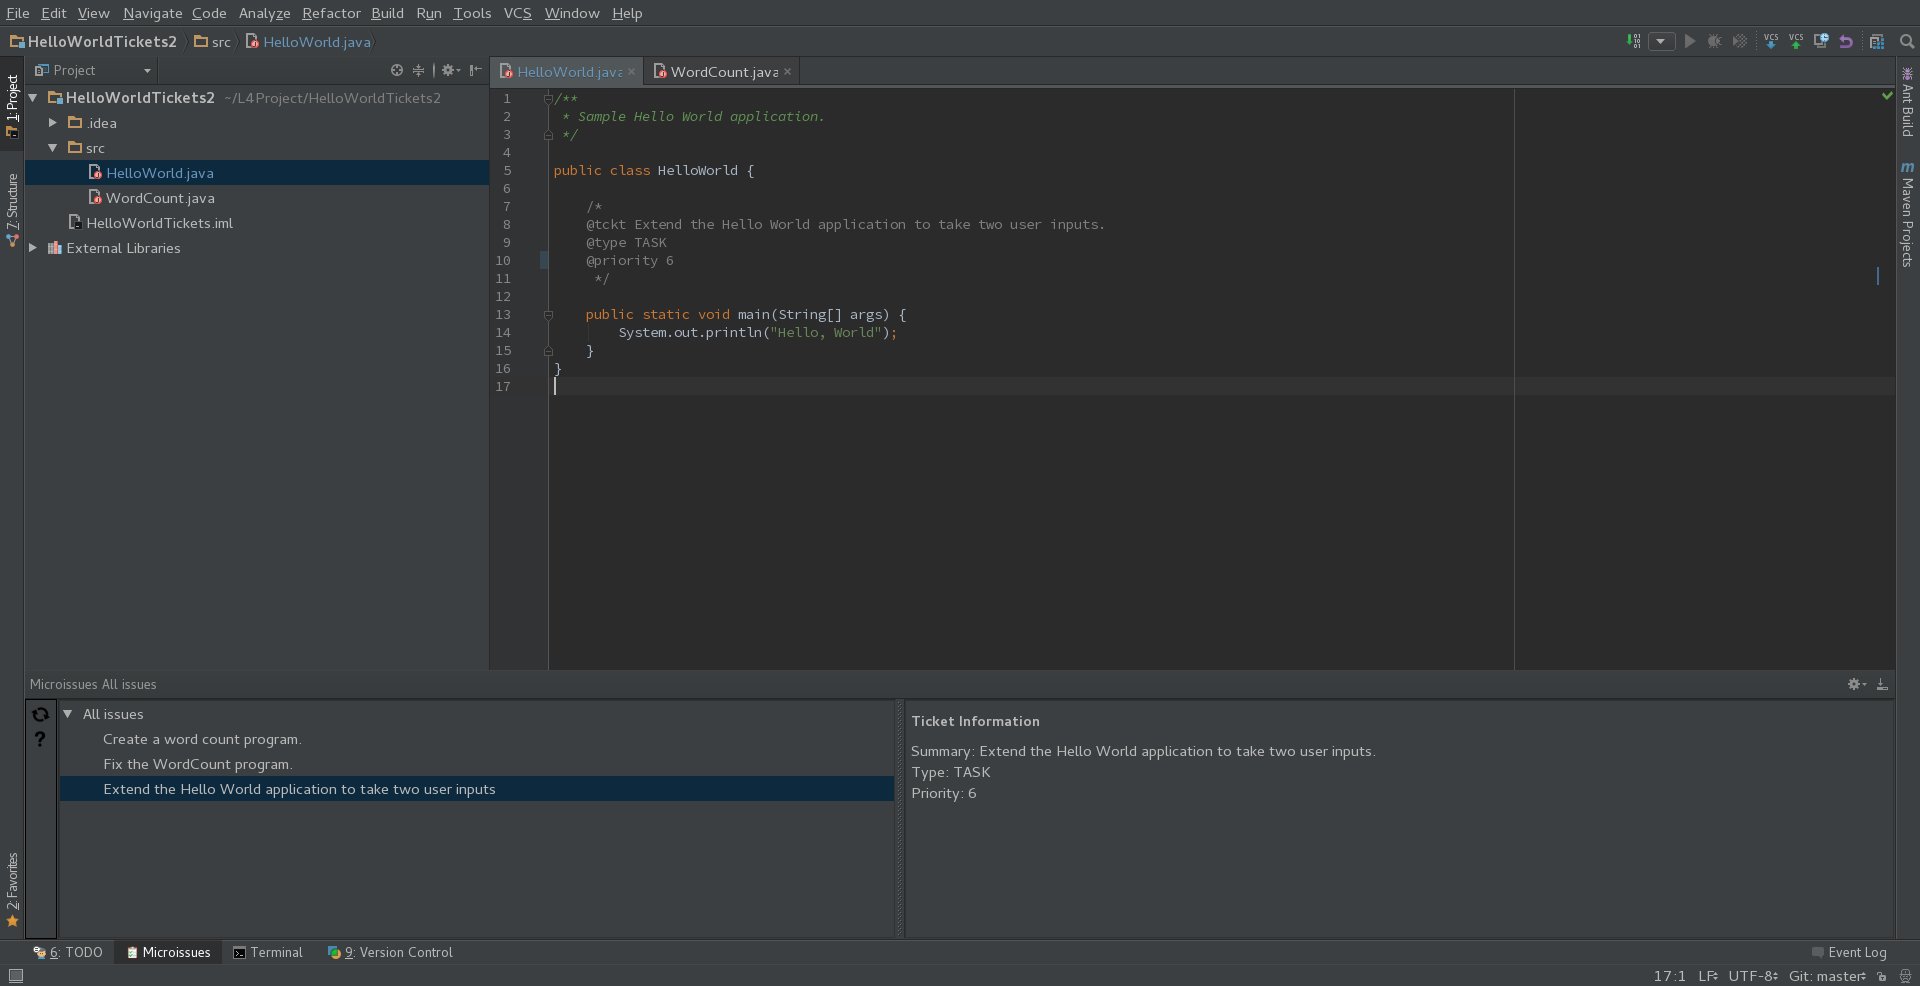 File Edit View Navigate Code Analyze Refactor Build Run Tools VCS Window Help
HelloWorldTickets2 src HelloWorld.java
VCS VCS
1: Project
7: Structure
2: Favorites
Project
HelloWorldTickets2 ~/L4Project/HelloWorldTickets2
.idea
src
HelloWorld.java
WordCount.java
HelloWorldTickets.iml
External Libraries
HelloWorld.java WordCount.java
1 /**
2 * Sample Hello World application.
3 */
4
5 public class HelloWorld {
6
7 /*
8 @tckt Extend the Hello World application to take two user inputs.
9 @type TASK
10 @priority 6
11 */
12
13 public static void main(String[] args) {
14 System.out.println("Hello, World");
15 }
16 }
17
Ant Build
Maven Projects
Microissues All issues
All issues
Create a word count program.
Fix the WordCount program.
Extend the Hello World application to take two user inputs
Ticket Information
Summary: Extend the Hello World application to take two user inputs.
Type: TASK
Priority: 6
6: TODO Microissues Terminal 9: Version Control Event Log
17:1 LF UTF-8 Git: master